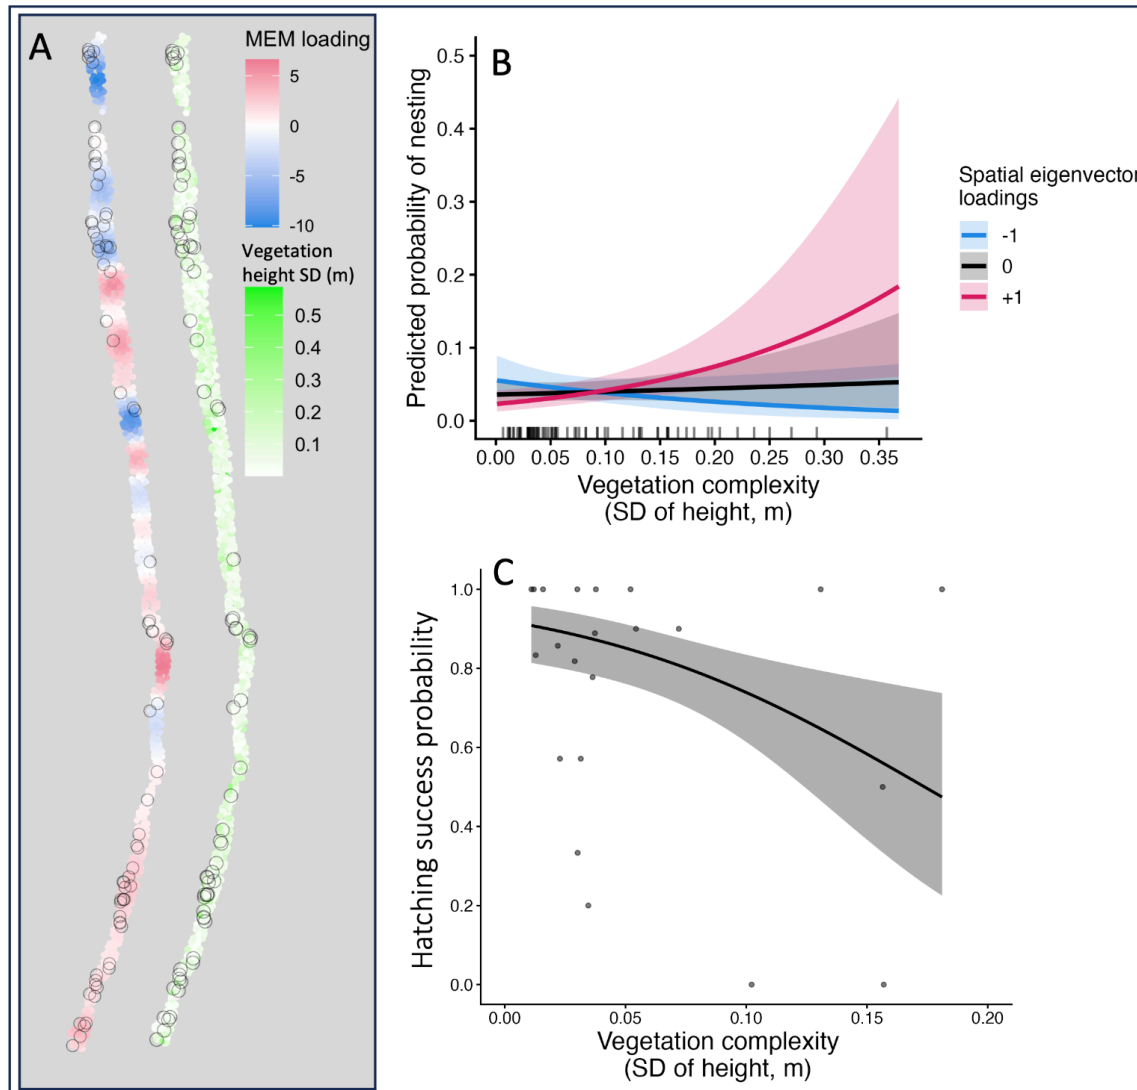 A
MEM loading
5
0
-5
-10
Vegetation
height SD (m)
0.5
0.4
0.3
0.2
0.1
B
Predicted probability of nesting
0.5
0.4
0.3
0.2
0.1
0.0
0.00 0.05 0.10 0.15 0.20 0.25 0.30 0.35
Vegetation complexity
(SD of height, m)
Spatial eigenvector
loadings
-1
0
+1
C
Hatching success probability
1.0
0.8
0.6
0.4
0.2
0.0
0.00 0.05 0.10 0.15 0.20
Vegetation complexity
(SD of height, m)